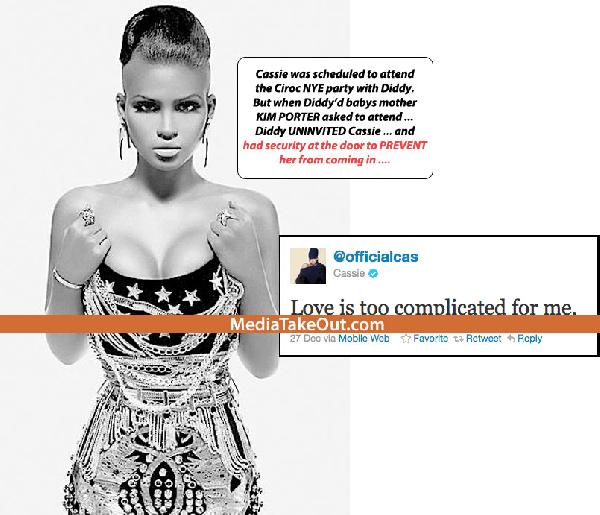 Cassie was scheduled to attend
the Ciroc NYE party with Diddy.
But when Diddy'd babys mother
KIM PORTER asked to attend ...
Diddy UNINVITED Cassie ... and
had security at the door to PREVENT
her from coming in ....
@officialcas
Cassie
Love is too complicated for me.
MediaTakeOut.com
27 Dec via Mobile Web Favorite Retweet Reply